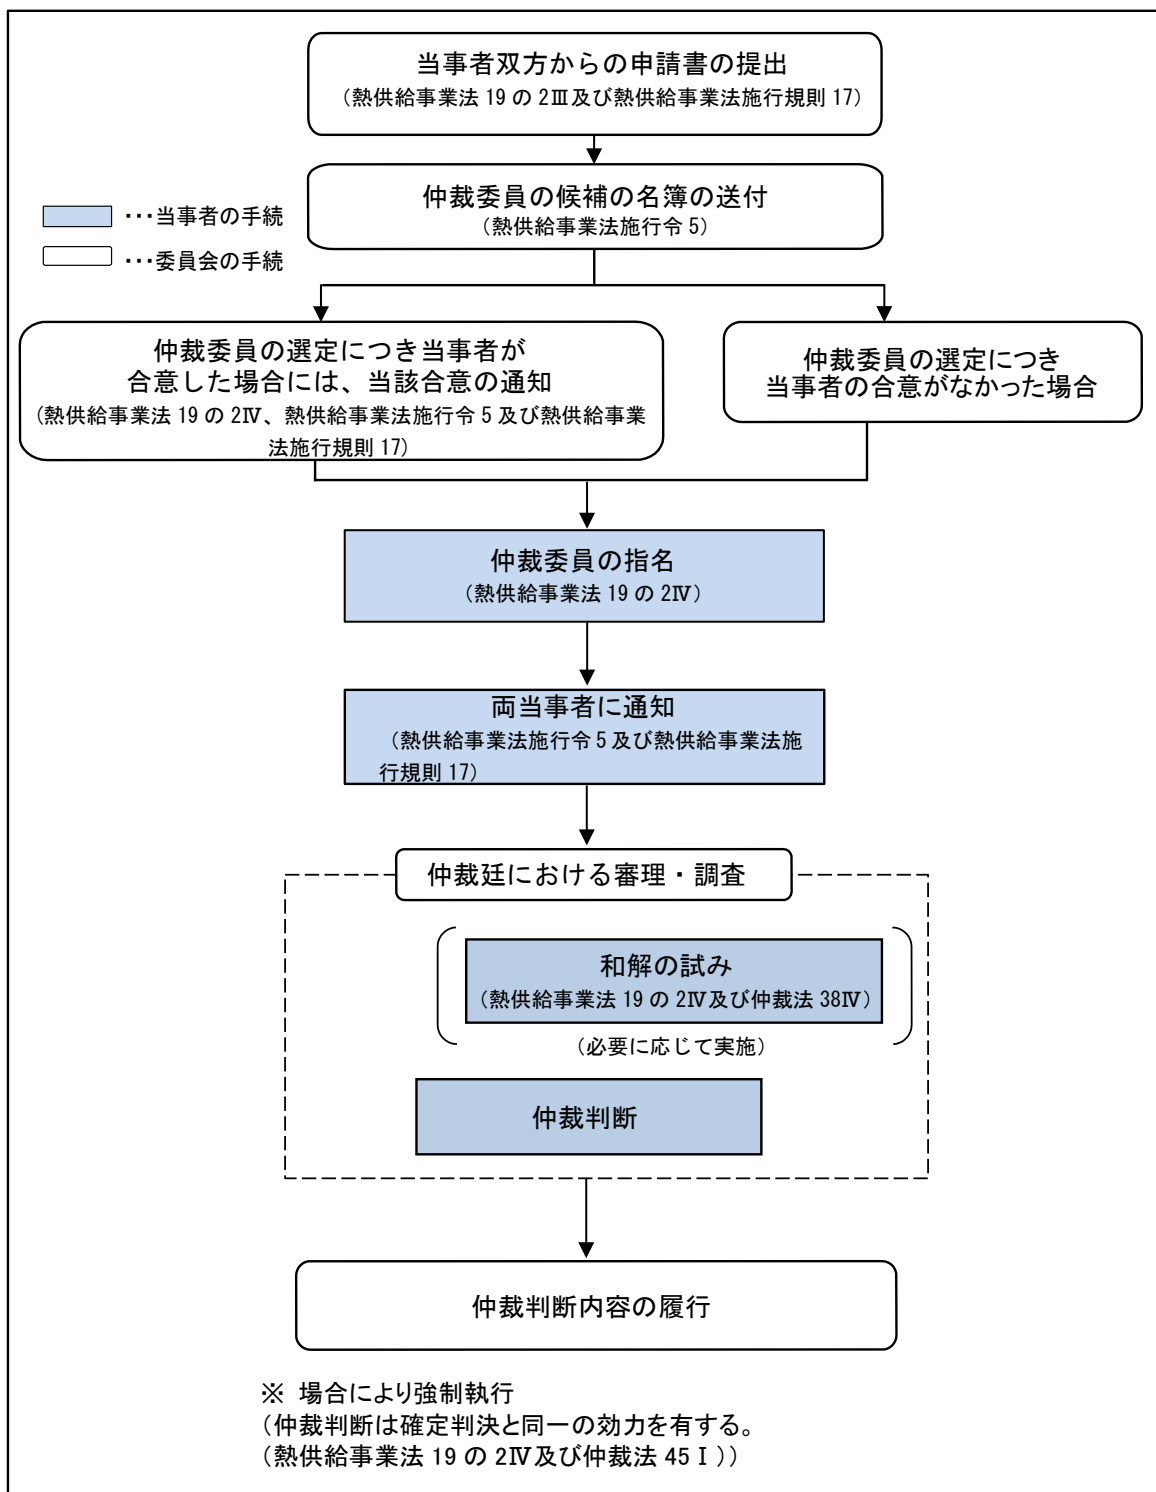 当事者双方からの申請書の提出
（熱供給事業法 19 の 2Ⅲ及び熱供給事業法施行規則 17）
仲裁委員の候補の名簿の送付
（熱供給事業法施行令 5）
・・・当事者の手続
・・・委員会の手続
仲裁委員の選定につき当事者が
合意した場合には、当該合意の通知
（熱供給事業法 19 の 2Ⅳ、熱供給事業法施行令 5 及び熱供給事業
法施行規則 17）
仲裁委員の選定につき
当事者の合意がなかった場合
仲裁委員の指名
（熱供給事業法 19 の 2Ⅳ）
両当事者に通知
（熱供給事業法施行令 5 及び熱供給事業法施
行規則 17）
仲裁廷における審理・調査
和解の試み
（熱供給事業法 19 の 2Ⅳ及び仲裁法 38Ⅳ）
（必要に応じて実施）
仲裁判断
仲裁判断内容の履行
※ 場合により強制執行
（仲裁判断は確定判決と同一の効力を有する。
（熱供給事業法 19 の 2Ⅳ及び仲裁法 45Ⅰ））